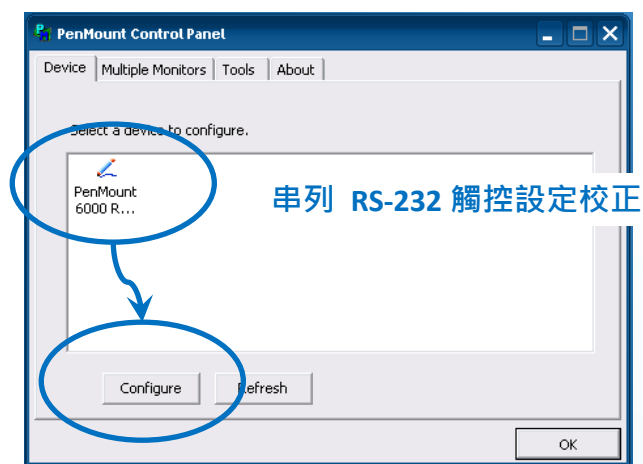 PenMount Control Panel
Device Multiple Monitors Tools About
Select a device to configure.
PenMount
6000 R...
串列 RS-232 觸控設定校正
Configure Refresh
OK